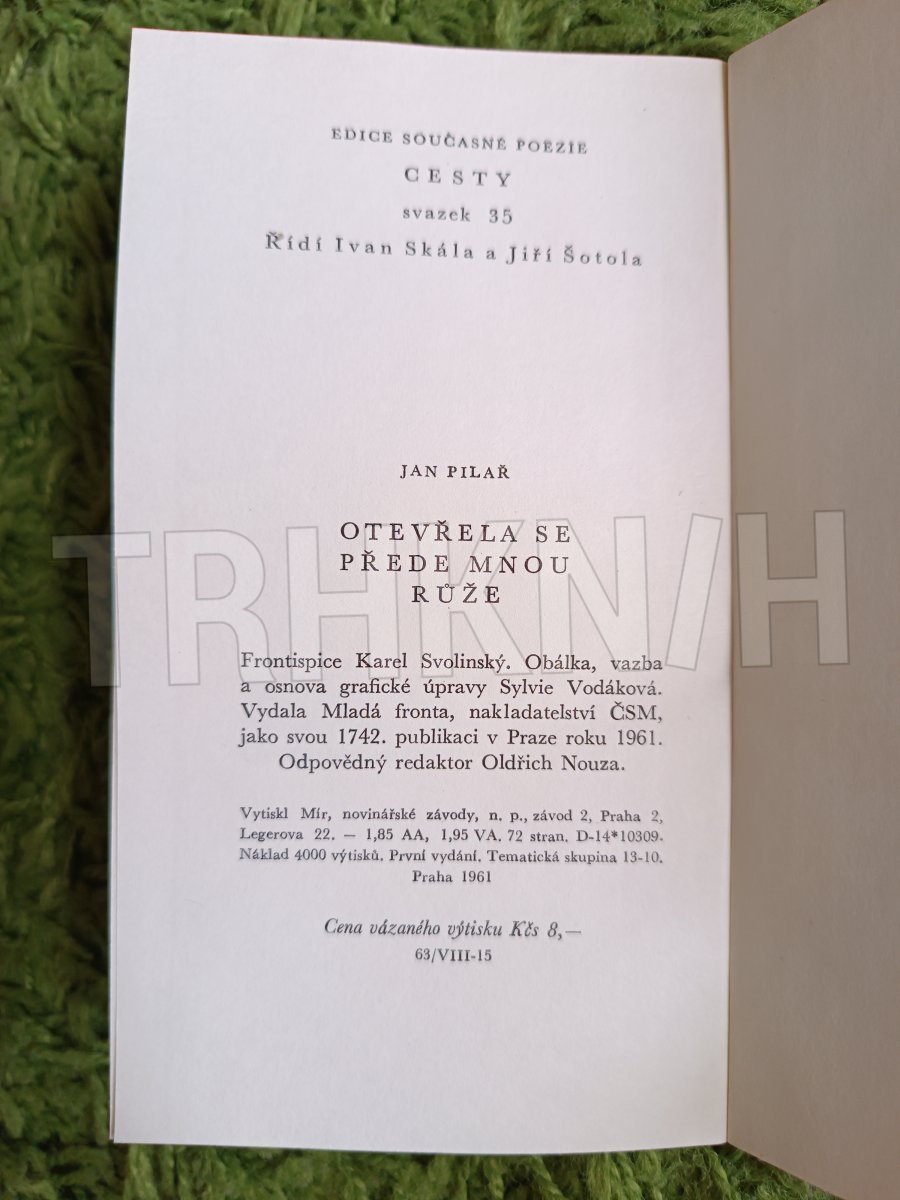 EDICE SOUČASNÉ POEZIE
CESTY
svazek 35
Řídí Ivan Skála a Jiří Šotola
JAN PILAŘ
OTEVŘELA SE
PŘEDE MNOU
RŮŽE
TRHKNIH
Frontispice Karel Svolinský. Obálka, vazba
a osnova grafické úpravy Sylvie Vodáková.
Vydala Mladá fronta, nakladatelství ČSM,
jako svou 1742. publikaci v Praze roku 1961.
Odpovědný redaktor Oldřich Nouza.
Vytiskl Mír, novinářské závody, n. p., závod 2, Praha 2,
Legerova 22. — 1,85 AA, 1,95 VA. 72 stran. D-14*10309.
Náklad 4000 výtisků. První vydání. Tematická skupina 13-10.
Praha 1961
Cena vázaného výtisku Kčs 8,—
63/VIII-15